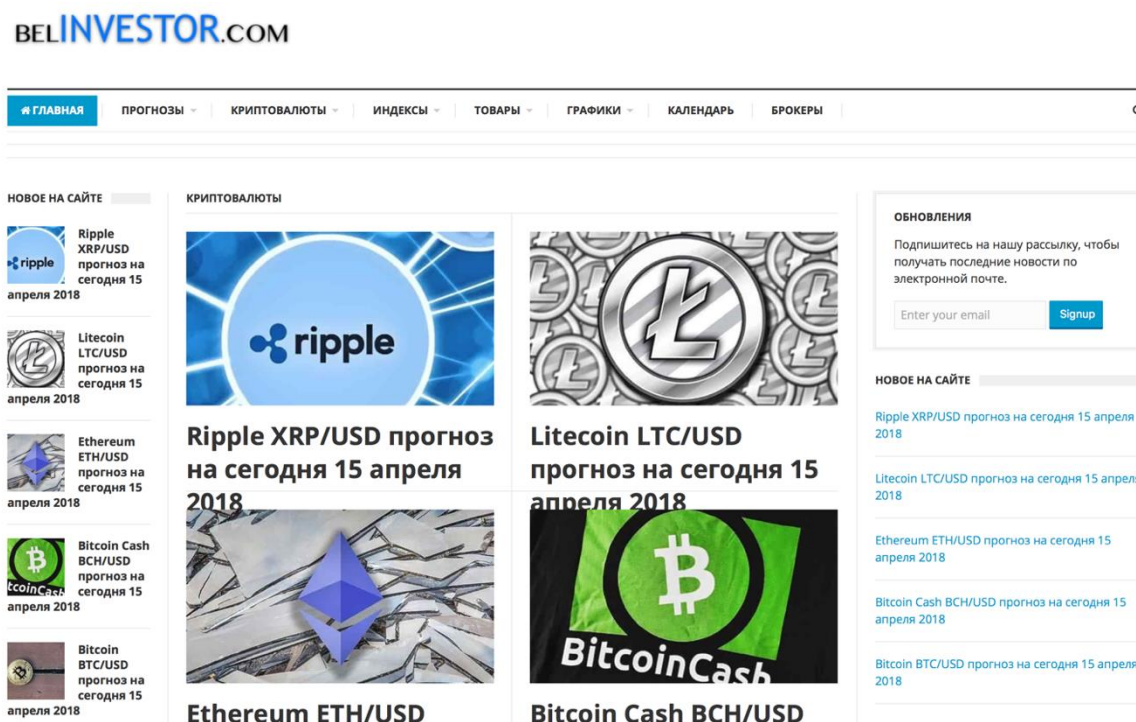 BELINVESTOR.COM
ГЛАВНАЯ
ПРОГНОЗЫ
КРИПТОВАЛЮТЫ
ИНДЕКСЫ
ТОВАРЫ
ГРАФИКИ
КАЛЕНДАРЬ
БРОКЕРЫ
НОВОЕ НА САЙТЕ
ripple
Ripple
XRP/USD
прогноз на
сегодня 15
апреля 2018
Litecoin
LTC/USD
прогноз на
сегодня 15
апреля 2018
Ethereum
ETH/USD
прогноз на
сегодня 15
апреля 2018
Bitcoin Cash
BCH/USD
прогноз на
сегодня 15
апреля 2018
Bitcoin
BTC/USD
прогноз на
сегодня 15
апреля 2018
КРИПТОВАЛЮТЫ
ripple
Ripple XRP/USD прогноз
на сегодня 15 апреля
2018
Litecoin LTC/USD
прогноз на сегодня 15
апреля 2018
Ethereum ETH/USD
BitcoinCash
Bitcoin Cash BCH/USD
ОБНОВЛЕНИЯ
Подпишитесь на нашу рассылку, чтобы
получать последние новости по
электронной почте.
Enter your email
Signup
НОВОЕ НА САЙТЕ
Ripple XRP/USD прогноз на сегодня 15 апреля
2018
Litecoin LTC/USD прогноз на сегодня 15 апреля
2018
Ethereum ETH/USD прогноз на сегодня 15
апреля 2018
Bitcoin Cash BCH/USD прогноз на сегодня 15
апреля 2018
Bitcoin BTC/USD прогноз на сегодня 15 апреля
2018